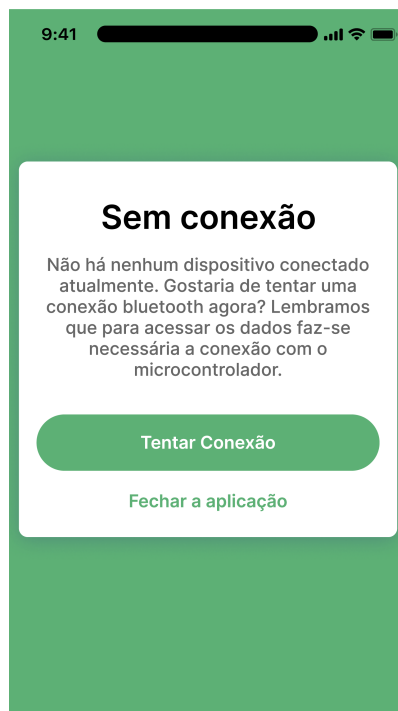 9:41
Sem conexão
Não há nenhum dispositivo conectado
atualmente. Gostaria de tentar uma
conexão bluetooth agora? Lembramos
que para acessar os dados faz-se
necessária a conexão com o
microcontrolador.
Tentar Conexão
Fechar a aplicação